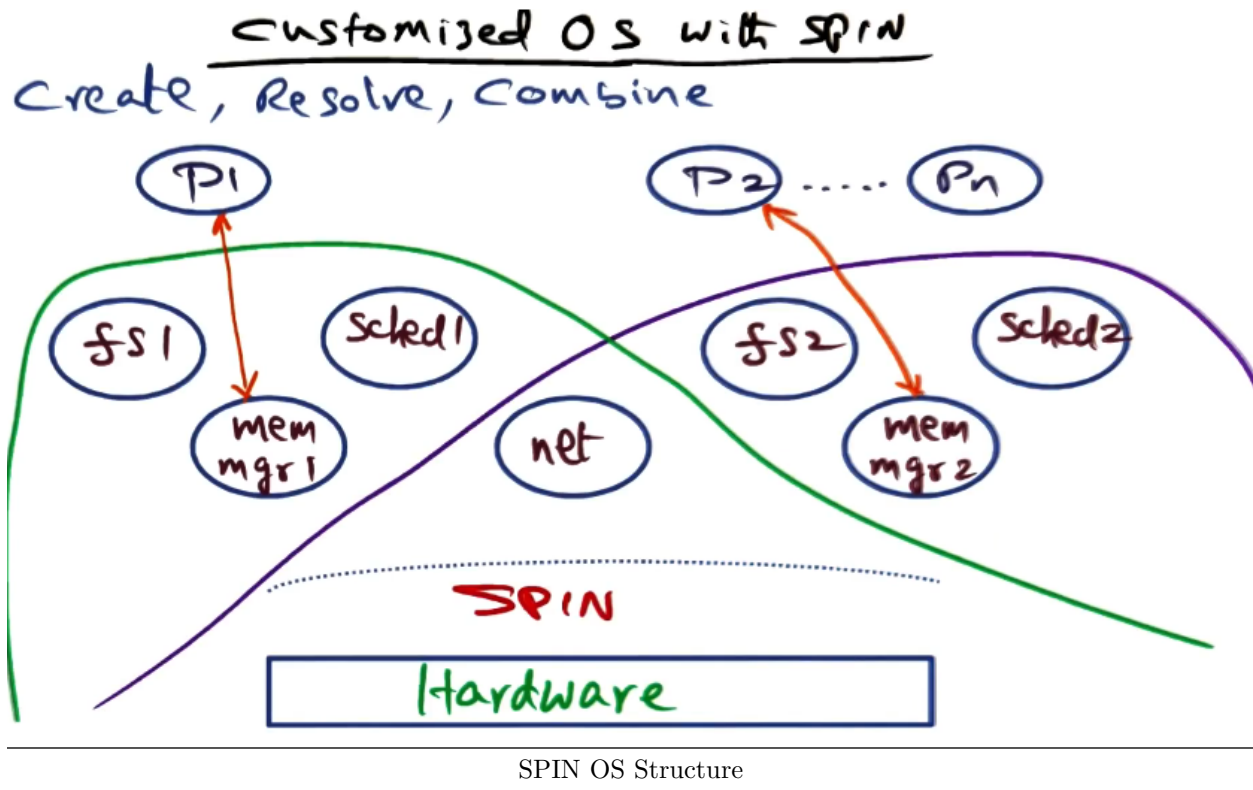 Customized OS with SPIN
Create, Resolve, Combine
P1 P2 ..... Pn
fs1 sched1 fs2 sched2
mem mgr1 net mem mgr2
SPIN
Hardware
SPIN OS Structure